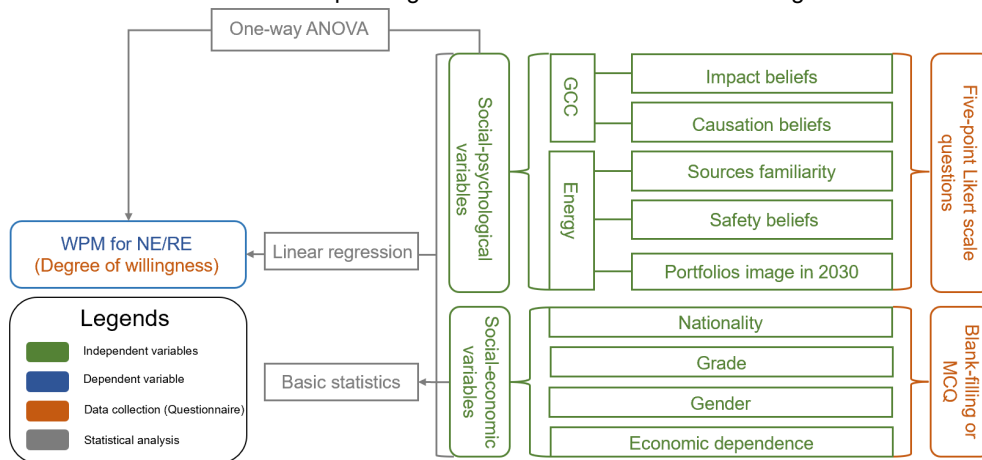 One-way ANOVA
Social-psychological
variables
GCC
Impact beliefs
Causation beliefs
Energy
Sources familiarity
Safety beliefs
Portfolios image in 2030
Five-point Likert scale
questions
WPM for NE/RE
(Degree of willingness)
Linear regression
Legends
Independent variables
Dependent variable
Data collection (Questionnaire)
Statistical analysis
Basic statistics
Social-economic
variables
Nationality
Grade
Gender
Economic dependence
Blank-filling or
MCQ